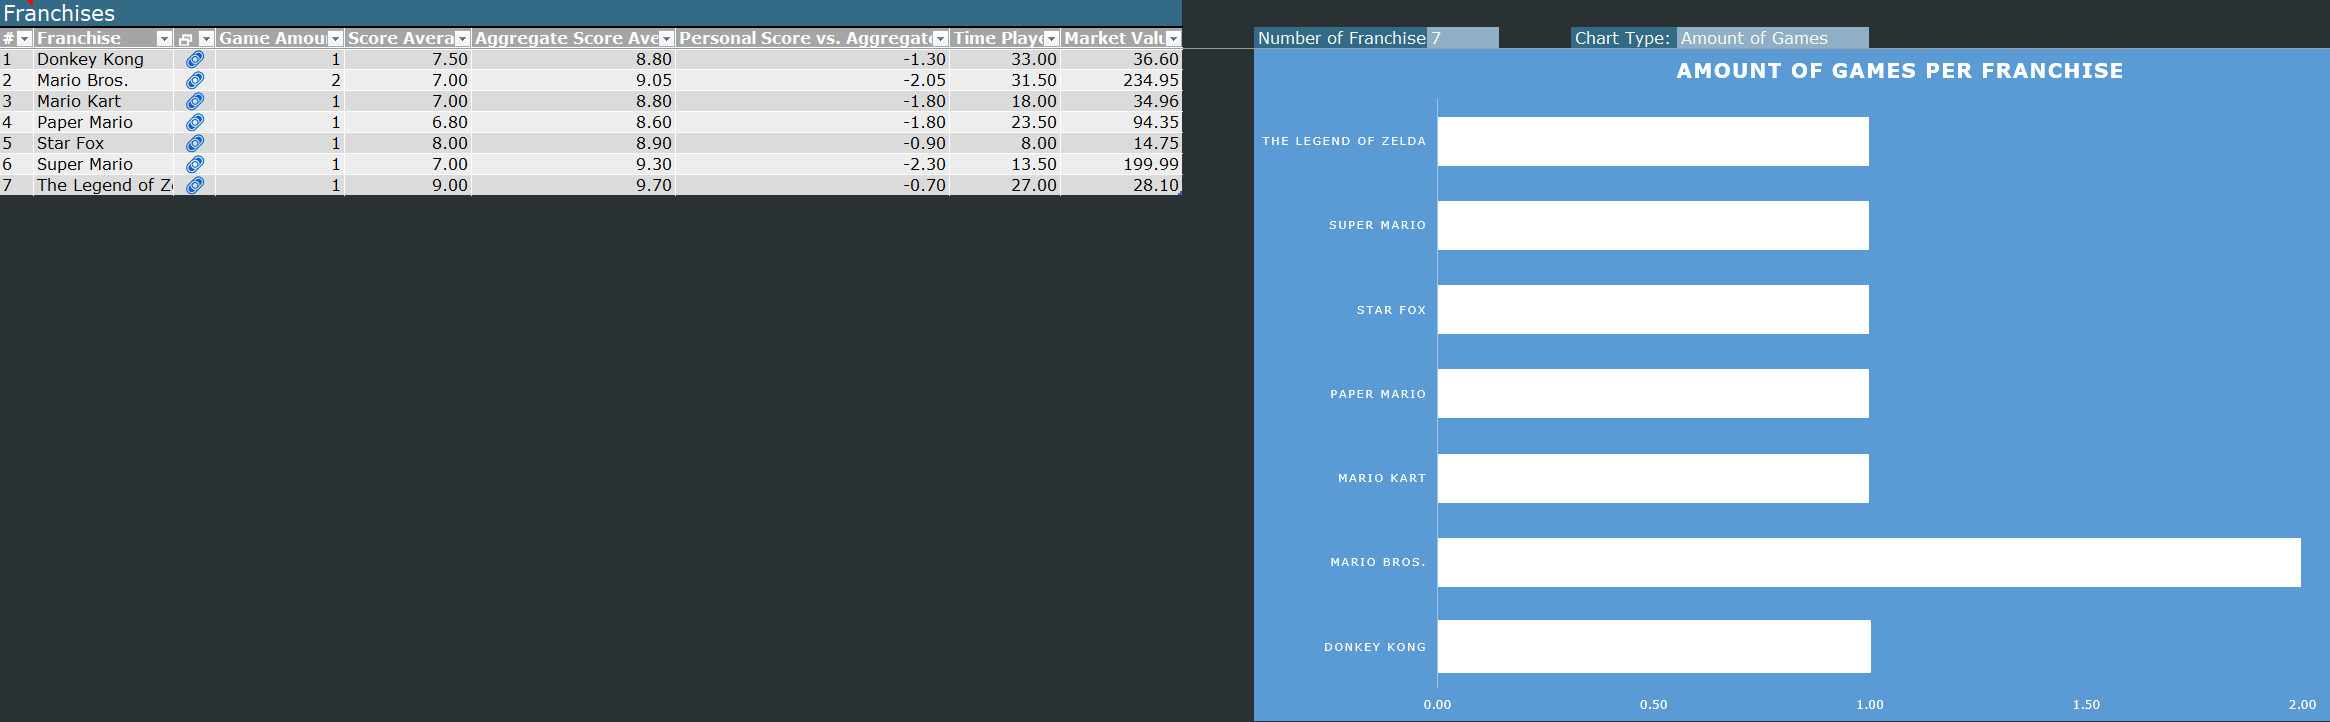 Franchises
# Franchise Game Amou Score Avera Aggregate Score Ave Personal Score vs. Aggregat Time Playe Market Valu
1 Donkey Kong 1 7.50 8.80 -1.30 33.00 36.60
2 Mario Bros. 2 7.00 9.05 -2.05 31.50 234.95
3 Mario Kart 1 7.00 8.80 -1.80 18.00 34.96
4 Paper Mario 1 6.80 8.60 -1.80 23.50 94.35
5 Star Fox 1 8.00 8.90 -0.90 8.00 14.75
6 Super Mario 1 7.00 9.30 -2.30 13.50 199.99
7 The Legend of Z 1 9.00 9.70 -0.70 27.00 28.10
Number of Franchise 7 Chart Type: Amount of Games
AMOUNT OF GAMES PER FRANCHISE
THE LEGEND OF ZELDA
SUPER MARIO
STAR FOX
PAPER MARIO
MARIO KART
MARIO BROS.
DONKEY KONG
0.00 0.50 1.00 1.50 2.00